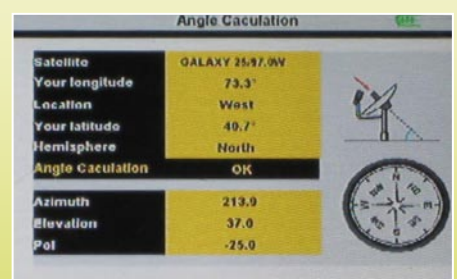 Angle Caculation
Satellite GALAXY 25/97.0W
Your longitude 73.3°
Location West
Your latitude 40.7°
Hemisphere North
Angle Caculation OK
Azimuth 213.9
Elevation 37.0
Pol -25.0
N
W
E
S